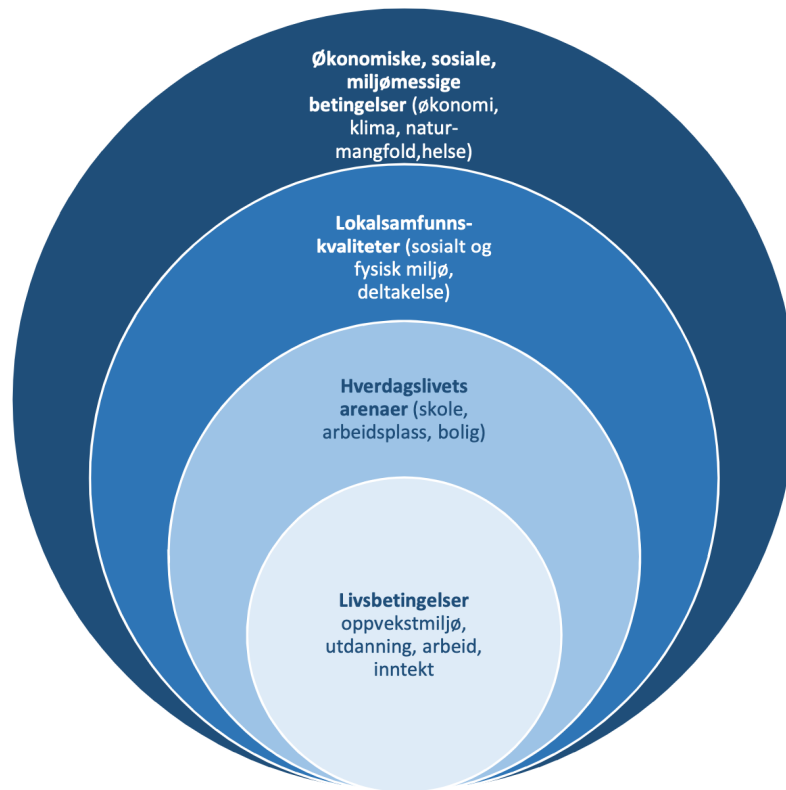 Økonomiske, sosiale,
miljømessige
betingelser (økonomi,
klima, natur-
mangfold,helse)
Lokalsamfunns-
kvaliteter (sosialt og
fysisk miljø,
deltakelse)
Hverdagslivets
arenaer (skole,
arbeidsplass, bolig)
Livsbetingelser
oppvekstmiljø,
utdanning, arbeid,
inntekt